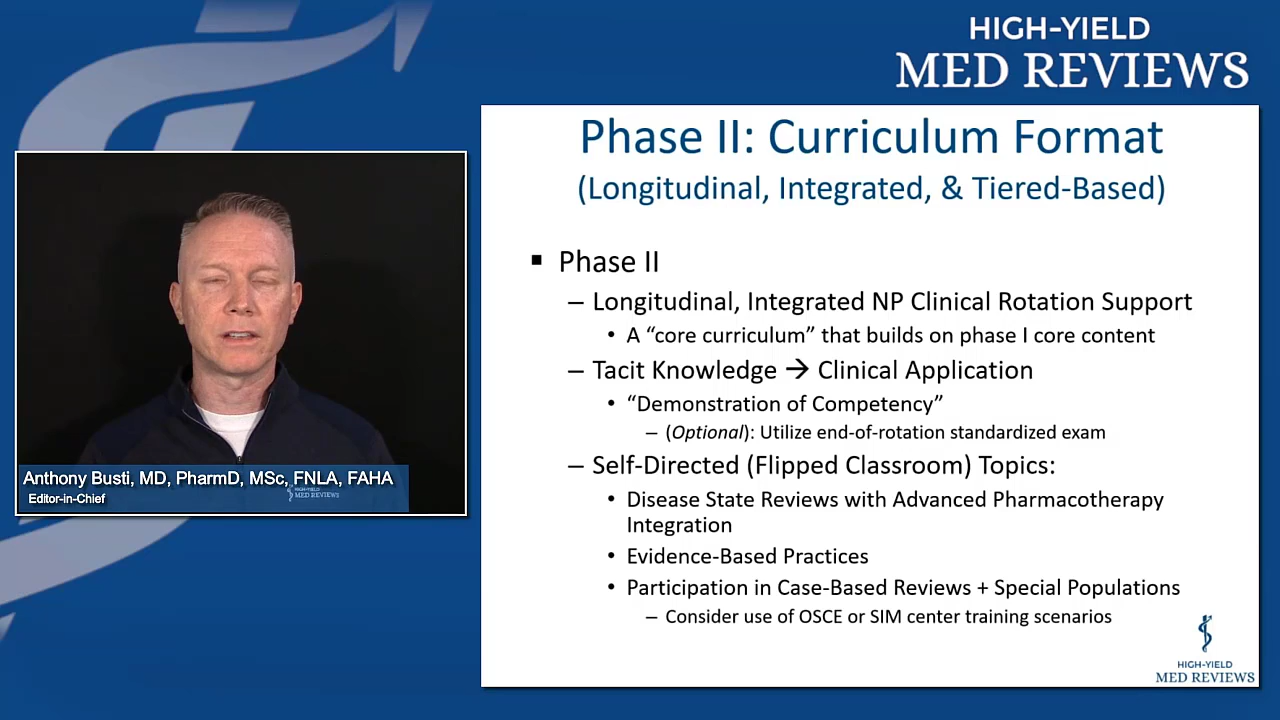 HIGH-YIELD
MED REVIEWS
Phase II: Curriculum Format
(Longitudinal, Integrated, & Tiered-Based)
▪ Phase II
– Longitudinal, Integrated NP Clinical Rotation Support
• A “core curriculum” that builds on phase I core content
– Tacit Knowledge → Clinical Application
• “Demonstration of Competency”
– (Optional): Utilize end-of-rotation standardized exam
– Self-Directed (Flipped Classroom) Topics:
• Disease State Reviews with Advanced Pharmacotherapy
Integration
• Evidence-Based Practices
• Participation in Case-Based Reviews + Special Populations
– Consider use of OSCE or SIM center training scenarios
HIGH-YIELD
MED REVIEWS
Anthony Busti, MD, PharmD, MSc, FNLA, FAHA
Editor-in-Chief
HIGH-YIELD
MED REVIEWS